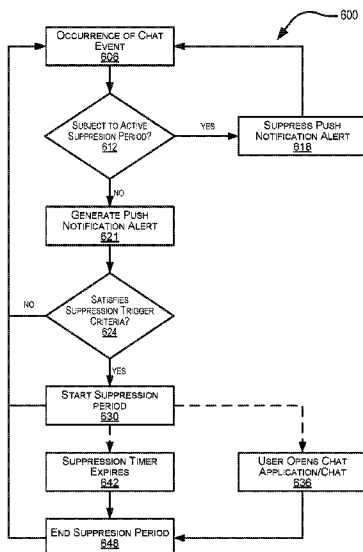 600
OCCURRENCE OF CHAT
EVENT
606
SUBJECT TO ACTIVE
SUPPRESION PERIOD?
612
YES
SUPPRESS PUSH
NOTIFICATION ALERT
618
NO
GENERATE PUSH
NOTIFICATION ALERT
621
NO
SATISFIES
SUPPRESSION TRIGGER
CRITERIA?
624
YES
START SUPPRESSION
PERIOD
630
SUPPRESSION TIMER
EXPIRES
642
USER OPENS CHAT
APPLICATION/CHAT
636
END SUPPRESION PERIOD
648